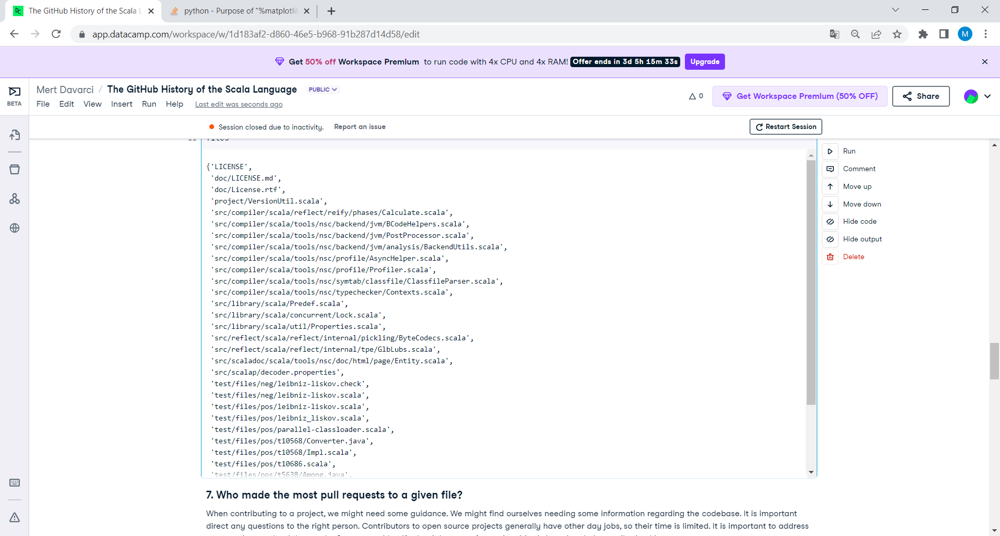 The GitHub History of the Scala L
python - Purpose of "%matplotli
app.datacamp.com/workspace/w/1d183af2-d860-46e5-b968-91b287d14d58/edit
M
Get 50% off Workspace Premium to run code with 4x CPU and 4x RAM! Offer ends in 3d 5h 15m 33s Upgrade
BETA
Mert Davarci / The GitHub History of the Scala Language PUBLIC
File Edit View Insert Run Help Last edit was seconds ago
0
Get Workspace Premium (50% OFF)
Share
Session closed due to inactivity. Report an issue
Restart Session
11 files
{'LICENSE',
'doc/LICENSE.md',
'doc/License.rtf',
'project/VersionUtil.scala',
'src/compiler/scala/reflect/reify/phases/Calculate.scala',
'src/compiler/scala/tools/nsc/backend/jvm/BCodeHelpers.scala',
'src/compiler/scala/tools/nsc/backend/jvm/PostProcessor.scala',
'src/compiler/scala/tools/nsc/backend/jvm/analysis/BackendUtils.scala',
'src/compiler/scala/tools/nsc/profile/AsyncHelper.scala',
'src/compiler/scala/tools/nsc/profile/Profiler.scala',
'src/compiler/scala/tools/nsc/symtab/classfile/ClassfileParser.scala',
'src/compiler/scala/tools/nsc/typechecker/Contexts.scala',
'src/library/scala/Predef.scala',
'src/library/scala/concurrent/Lock.scala',
'src/library/scala/util/Properties.scala',
'src/reflect/scala/reflect/internal/pickling/ByteCodecs.scala',
'src/reflect/scala/reflect/internal/tpe/GlbLubs.scala',
'src/scaladoc/scala/tools/nsc/doc/html/page/Entity.scala',
'src/scalap/decoder.properties',
'test/files/neg/leibniz-liskov.check',
'test/files/neg/leibniz-liskov.scala',
'test/files/pos/leibniz-liskov.scala',
'test/files/pos/leibniz_liskov.scala',
'test/files/pos/parallel-classloader.scala',
'test/files/pos/t10568/Converter.java',
'test/files/pos/t10568/Impl.scala',
'test/files/pos/t10686.scala',
'test/files/pos/t5638/Among.java',
Run
Comment
Move up
Move down
Hide code
Hide output
Delete
7. Who made the most pull requests to a given file?
When contributing to a project, we might need some guidance. We might find ourselves needing some information regarding the codebase. It is important
direct any questions to the right person. Contributors to open source projects generally have other day jobs, so their time is limited. It is important to address